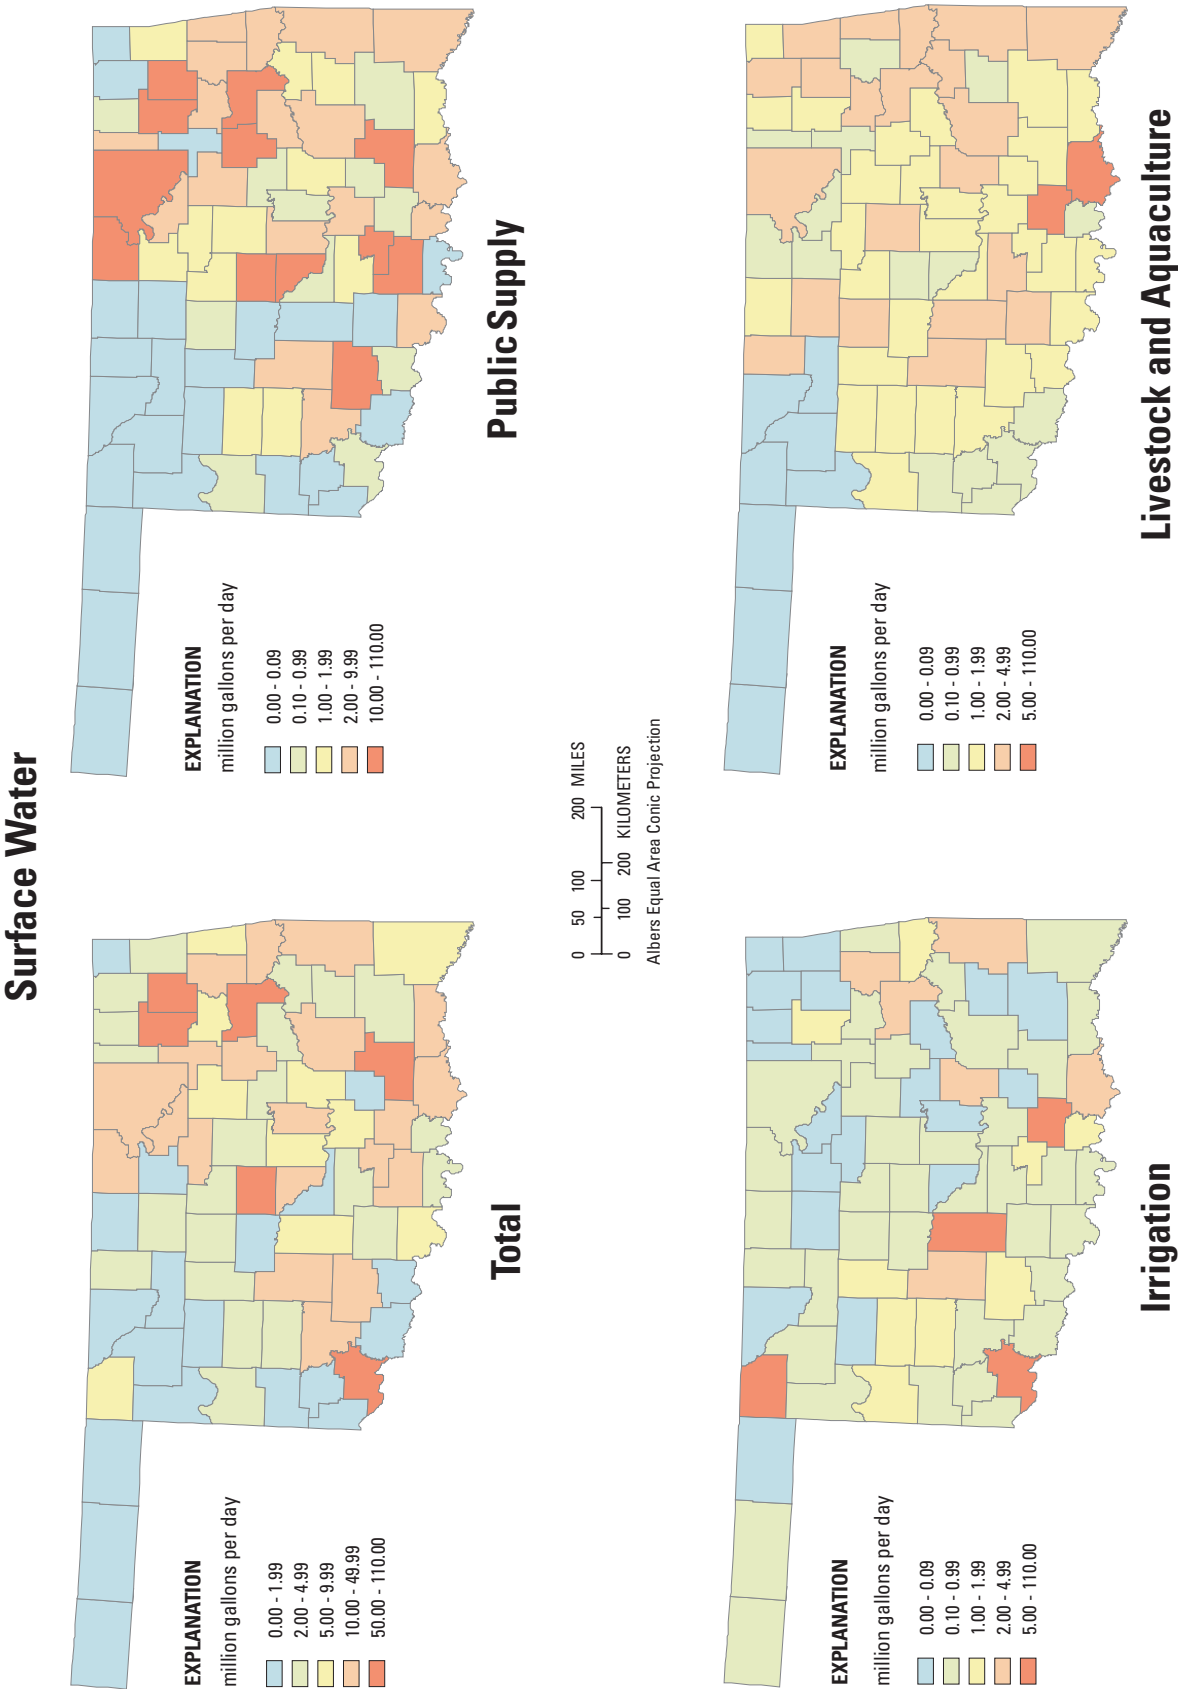 Surface Water
EXPLANATION
million gallons per day
0.00 - 1.99
2.00 - 4.99
5.00 - 9.99
10.00 - 49.99
50.00 - 110.00
Total
EXPLANATION
million gallons per day
0.00 - 0.09
0.10 - 0.99
1.00 - 1.99
2.00 - 9.99
10.00 - 110.00
Public Supply
0 50 100 200 MILES
0 100 200 KILOMETERS
Albers Equal Area Conic Projection
EXPLANATION
million gallons per day
0.00 - 0.09
0.10 - 0.99
1.00 - 1.99
2.00 - 4.99
5.00 - 110.00
Irrigation
EXPLANATION
million gallons per day
0.00 - 0.09
0.10 - 0.99
1.00 - 1.99
2.00 - 4.99
5.00 - 110.00
Livestock and Aquaculture